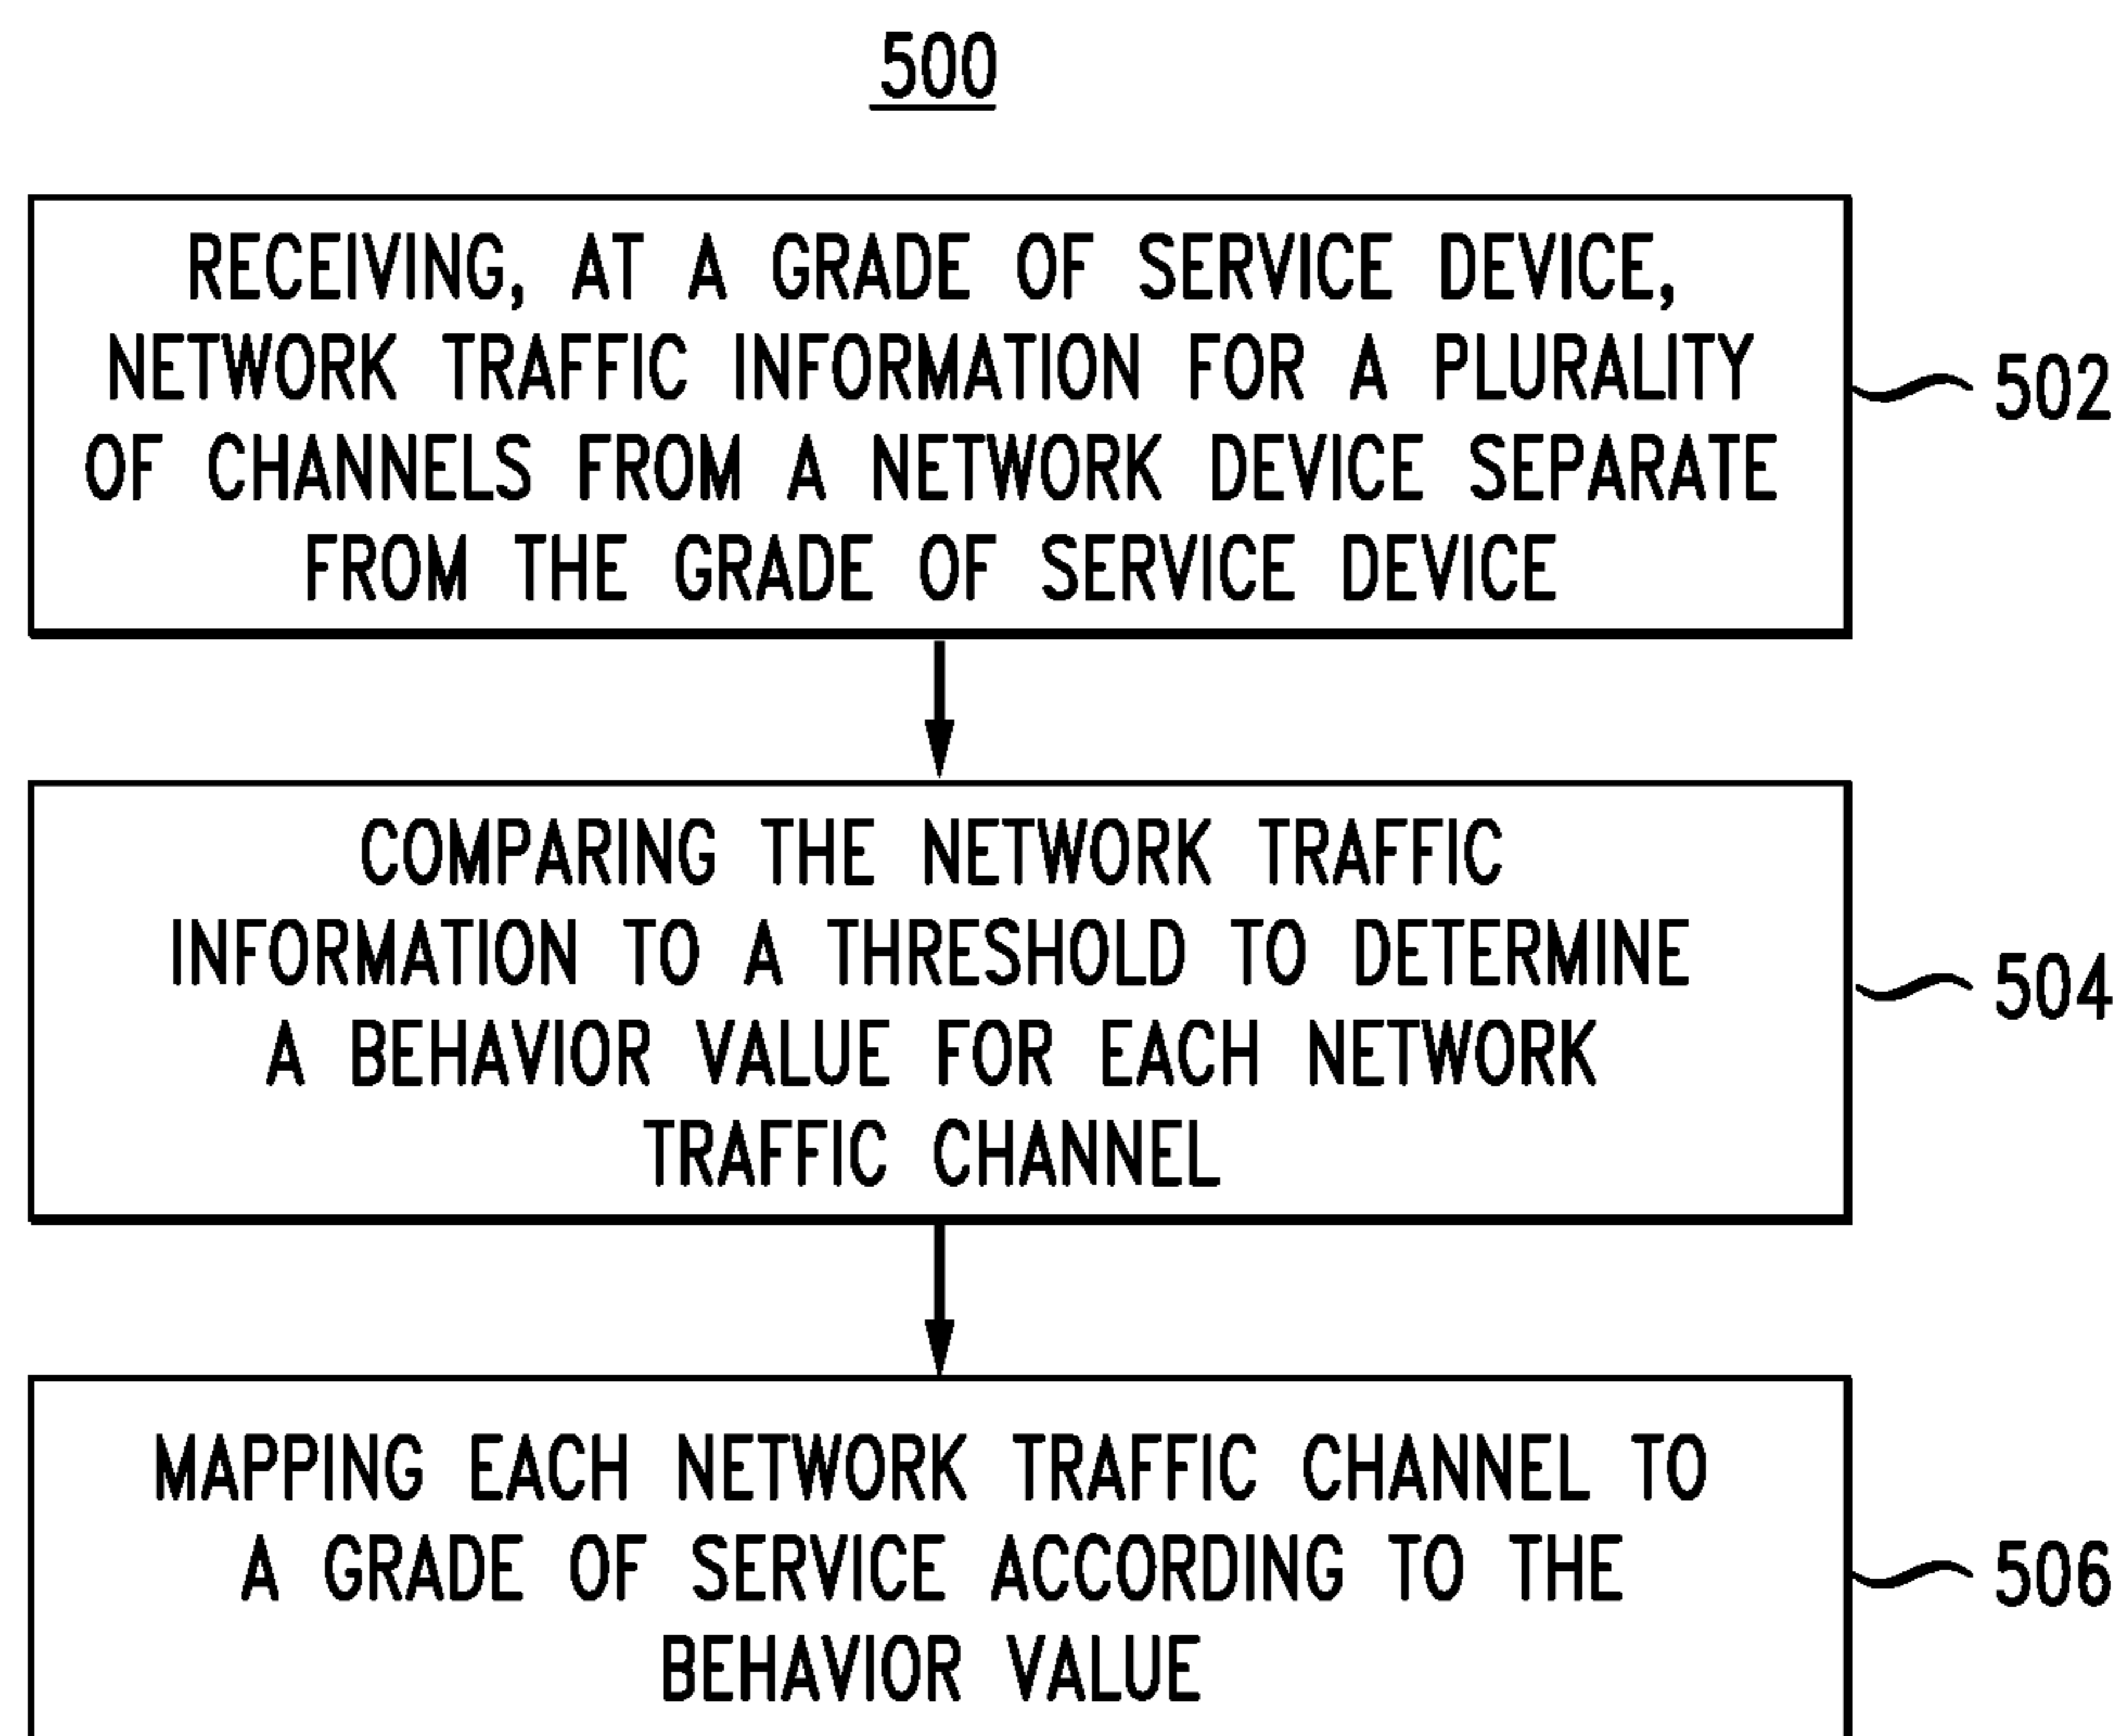 500
RECEIVING, AT A GRADE OF SERVICE DEVICE,
NETWORK TRAFFIC INFORMATION FOR A PLURALITY
OF CHANNELS FROM A NETWORK DEVICE SEPARATE
FROM THE GRADE OF SERVICE DEVICE
502
COMPARING THE NETWORK TRAFFIC
INFORMATION TO A THRESHOLD TO DETERMINE
A BEHAVIOR VALUE FOR EACH NETWORK
TRAFFIC CHANNEL
504
MAPPING EACH NETWORK TRAFFIC CHANNEL TO
A GRADE OF SERVICE ACCORDING TO THE
BEHAVIOR VALUE
506